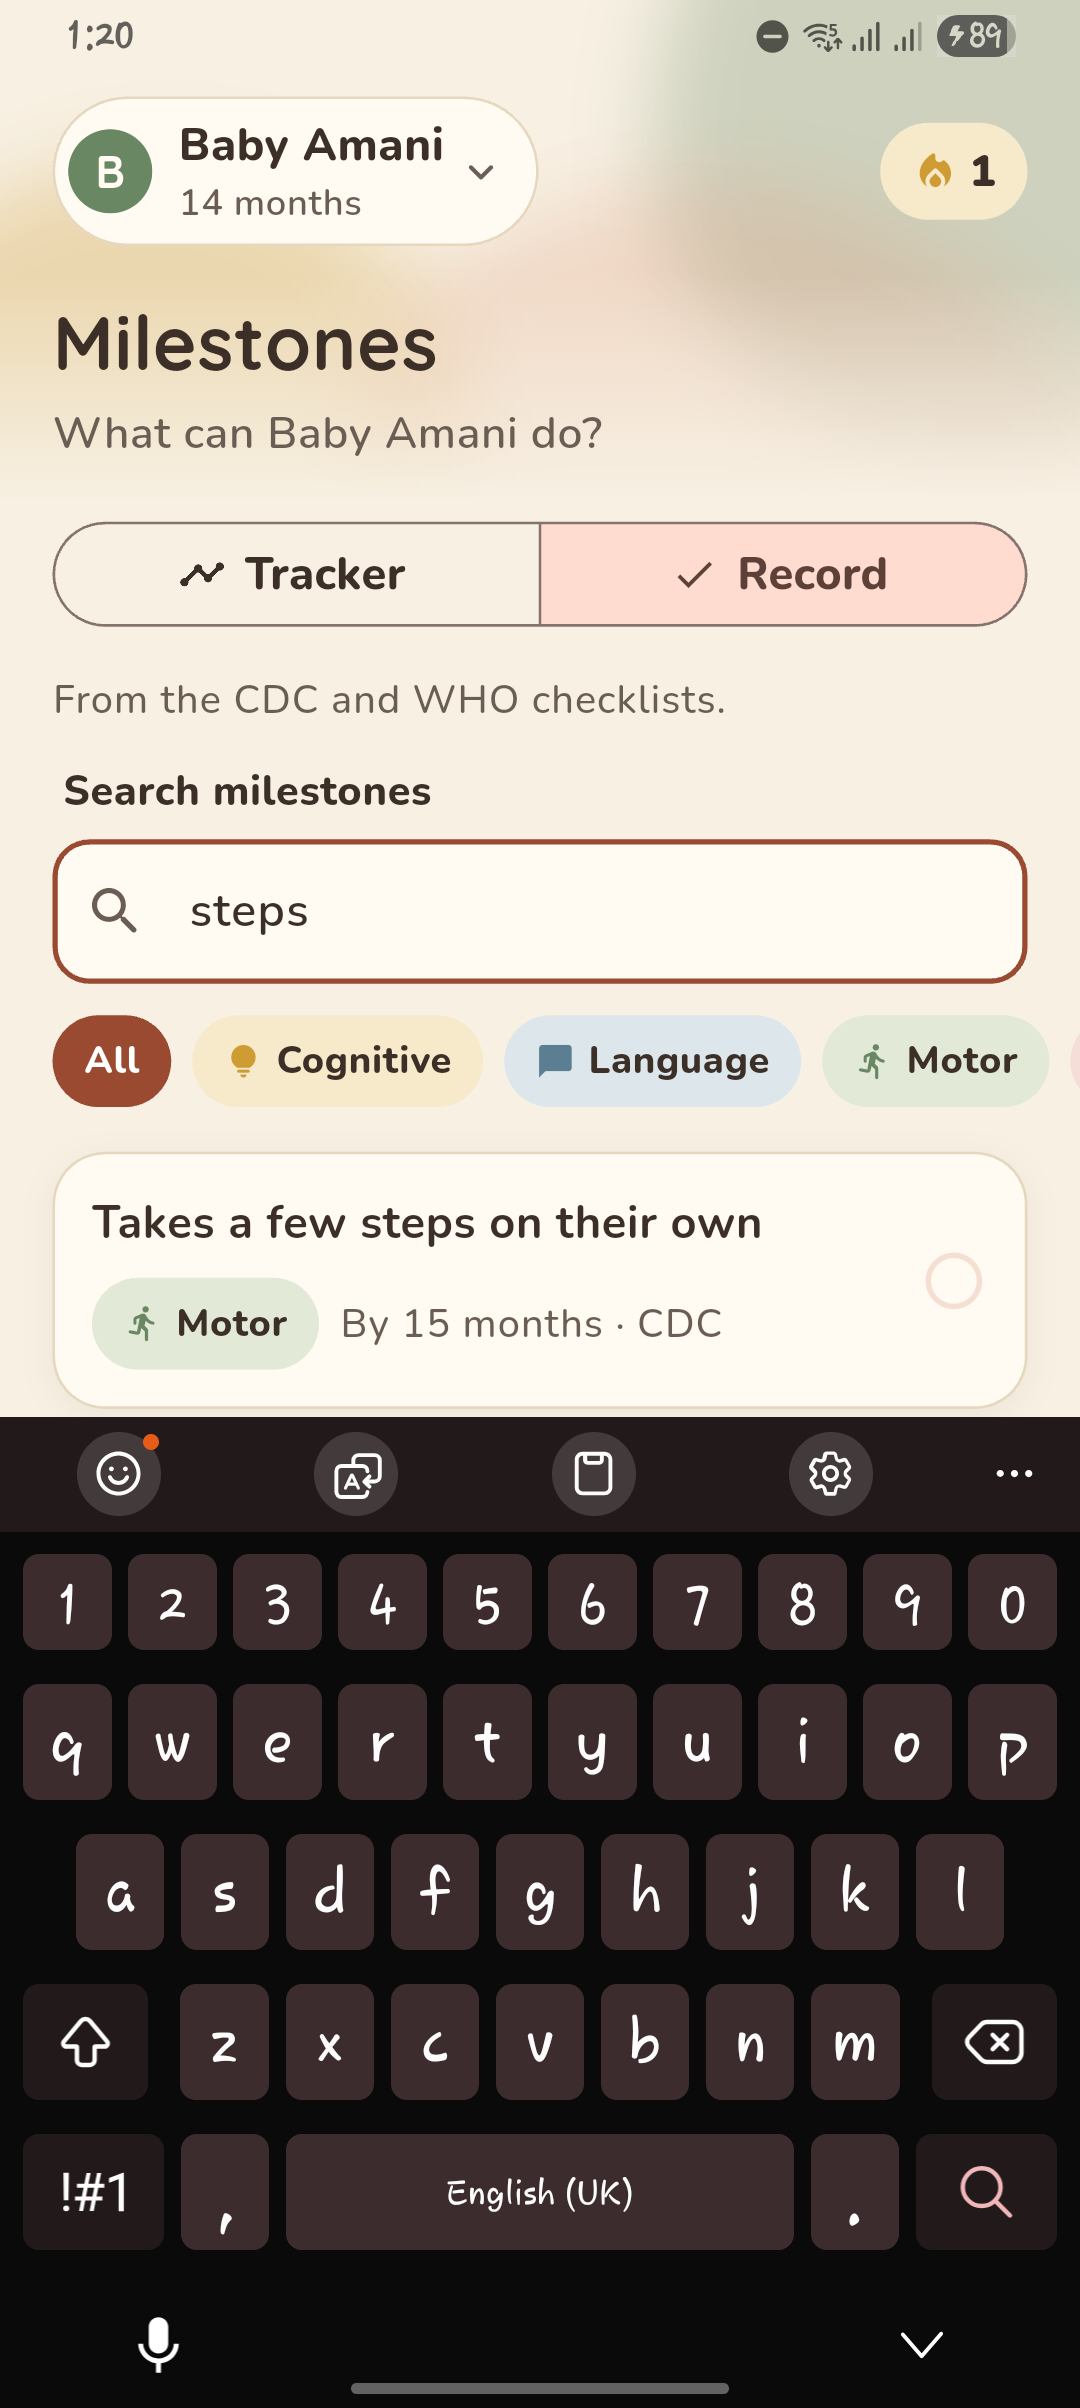 1:20
5
89
B
Baby Amani
14 months
1
Milestones
What can Baby Amani do?
Tracker
Record
From the CDC and WHO checklists.
Search milestones
steps
All
Cognitive
Language
Motor
Takes a few steps on their own
Motor
By 15 months · CDC
A
1 2 3 4 5 6 7 8 9 0
q w e r t y u i o p
a s d f g h j k l
z x c v b n m
!#1 , English (UK) .